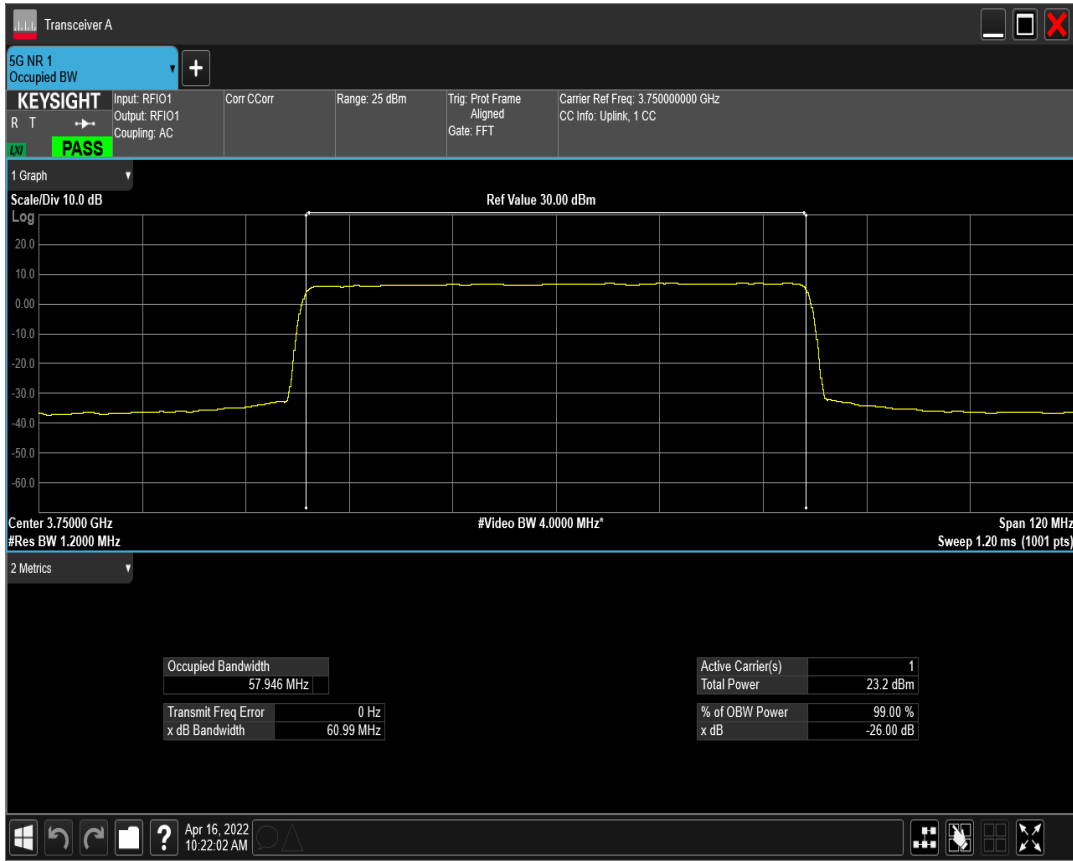 Transceiver A
5G NR 1
Occupied BW
+
KEYSIGHT
R T
LXI
PASS
Input: RFIO1
Output: RFIO1
Coupling: AC
Corr CCorr
Range: 25 dBm
Trig: Prot Frame
Aligned
Gate: FFT
Carrier Ref Freq: 3.750000000 GHz
CC Info: Uplink, 1 CC
1 Graph
Scale/Div 10.0 dB
Ref Value 30.00 dBm
Log
20.0
10.0
0.00
-10.0
-20.0
-30.0
-40.0
-50.0
-60.0
Center 3.75000 GHz
#Video BW 4.0000 MHz*
Span 120 MHz
#Res BW 1.2000 MHz
Sweep 1.20 ms (1001 pts)
2 Metrics
Occupied Bandwidth
57.946 MHz
Transmit Freq Error 0 Hz
x dB Bandwidth 60.99 MHz
Active Carrier(s) 1
Total Power 23.2 dBm
% of OBW Power 99.00 %
x dB -26.00 dB
?
Apr 16, 2022
10:22:02 AM